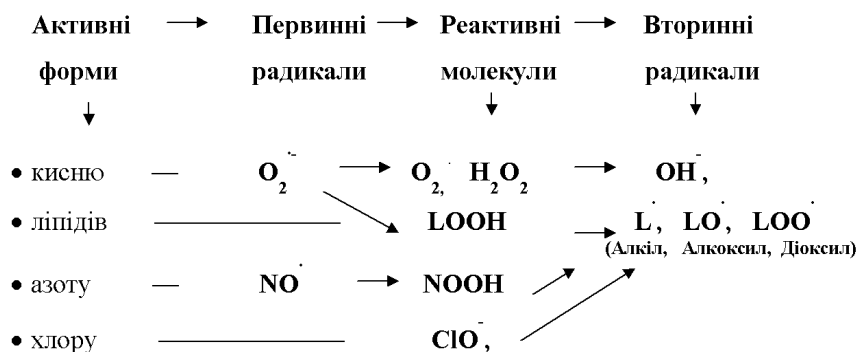 Активні → Первинні → Реактивні → Вторинні
форми радикали молекули радикали
• кисню — O₂˙⁻ → O₂, H₂O₂ → OH⁻,
• ліпідів — LOOH → L˙, LO˙, LOO˙
(Алкіл, Алкоксил, Діоксил)
• азоту — NO˙ → NOOH
• хлору — ClO⁻,